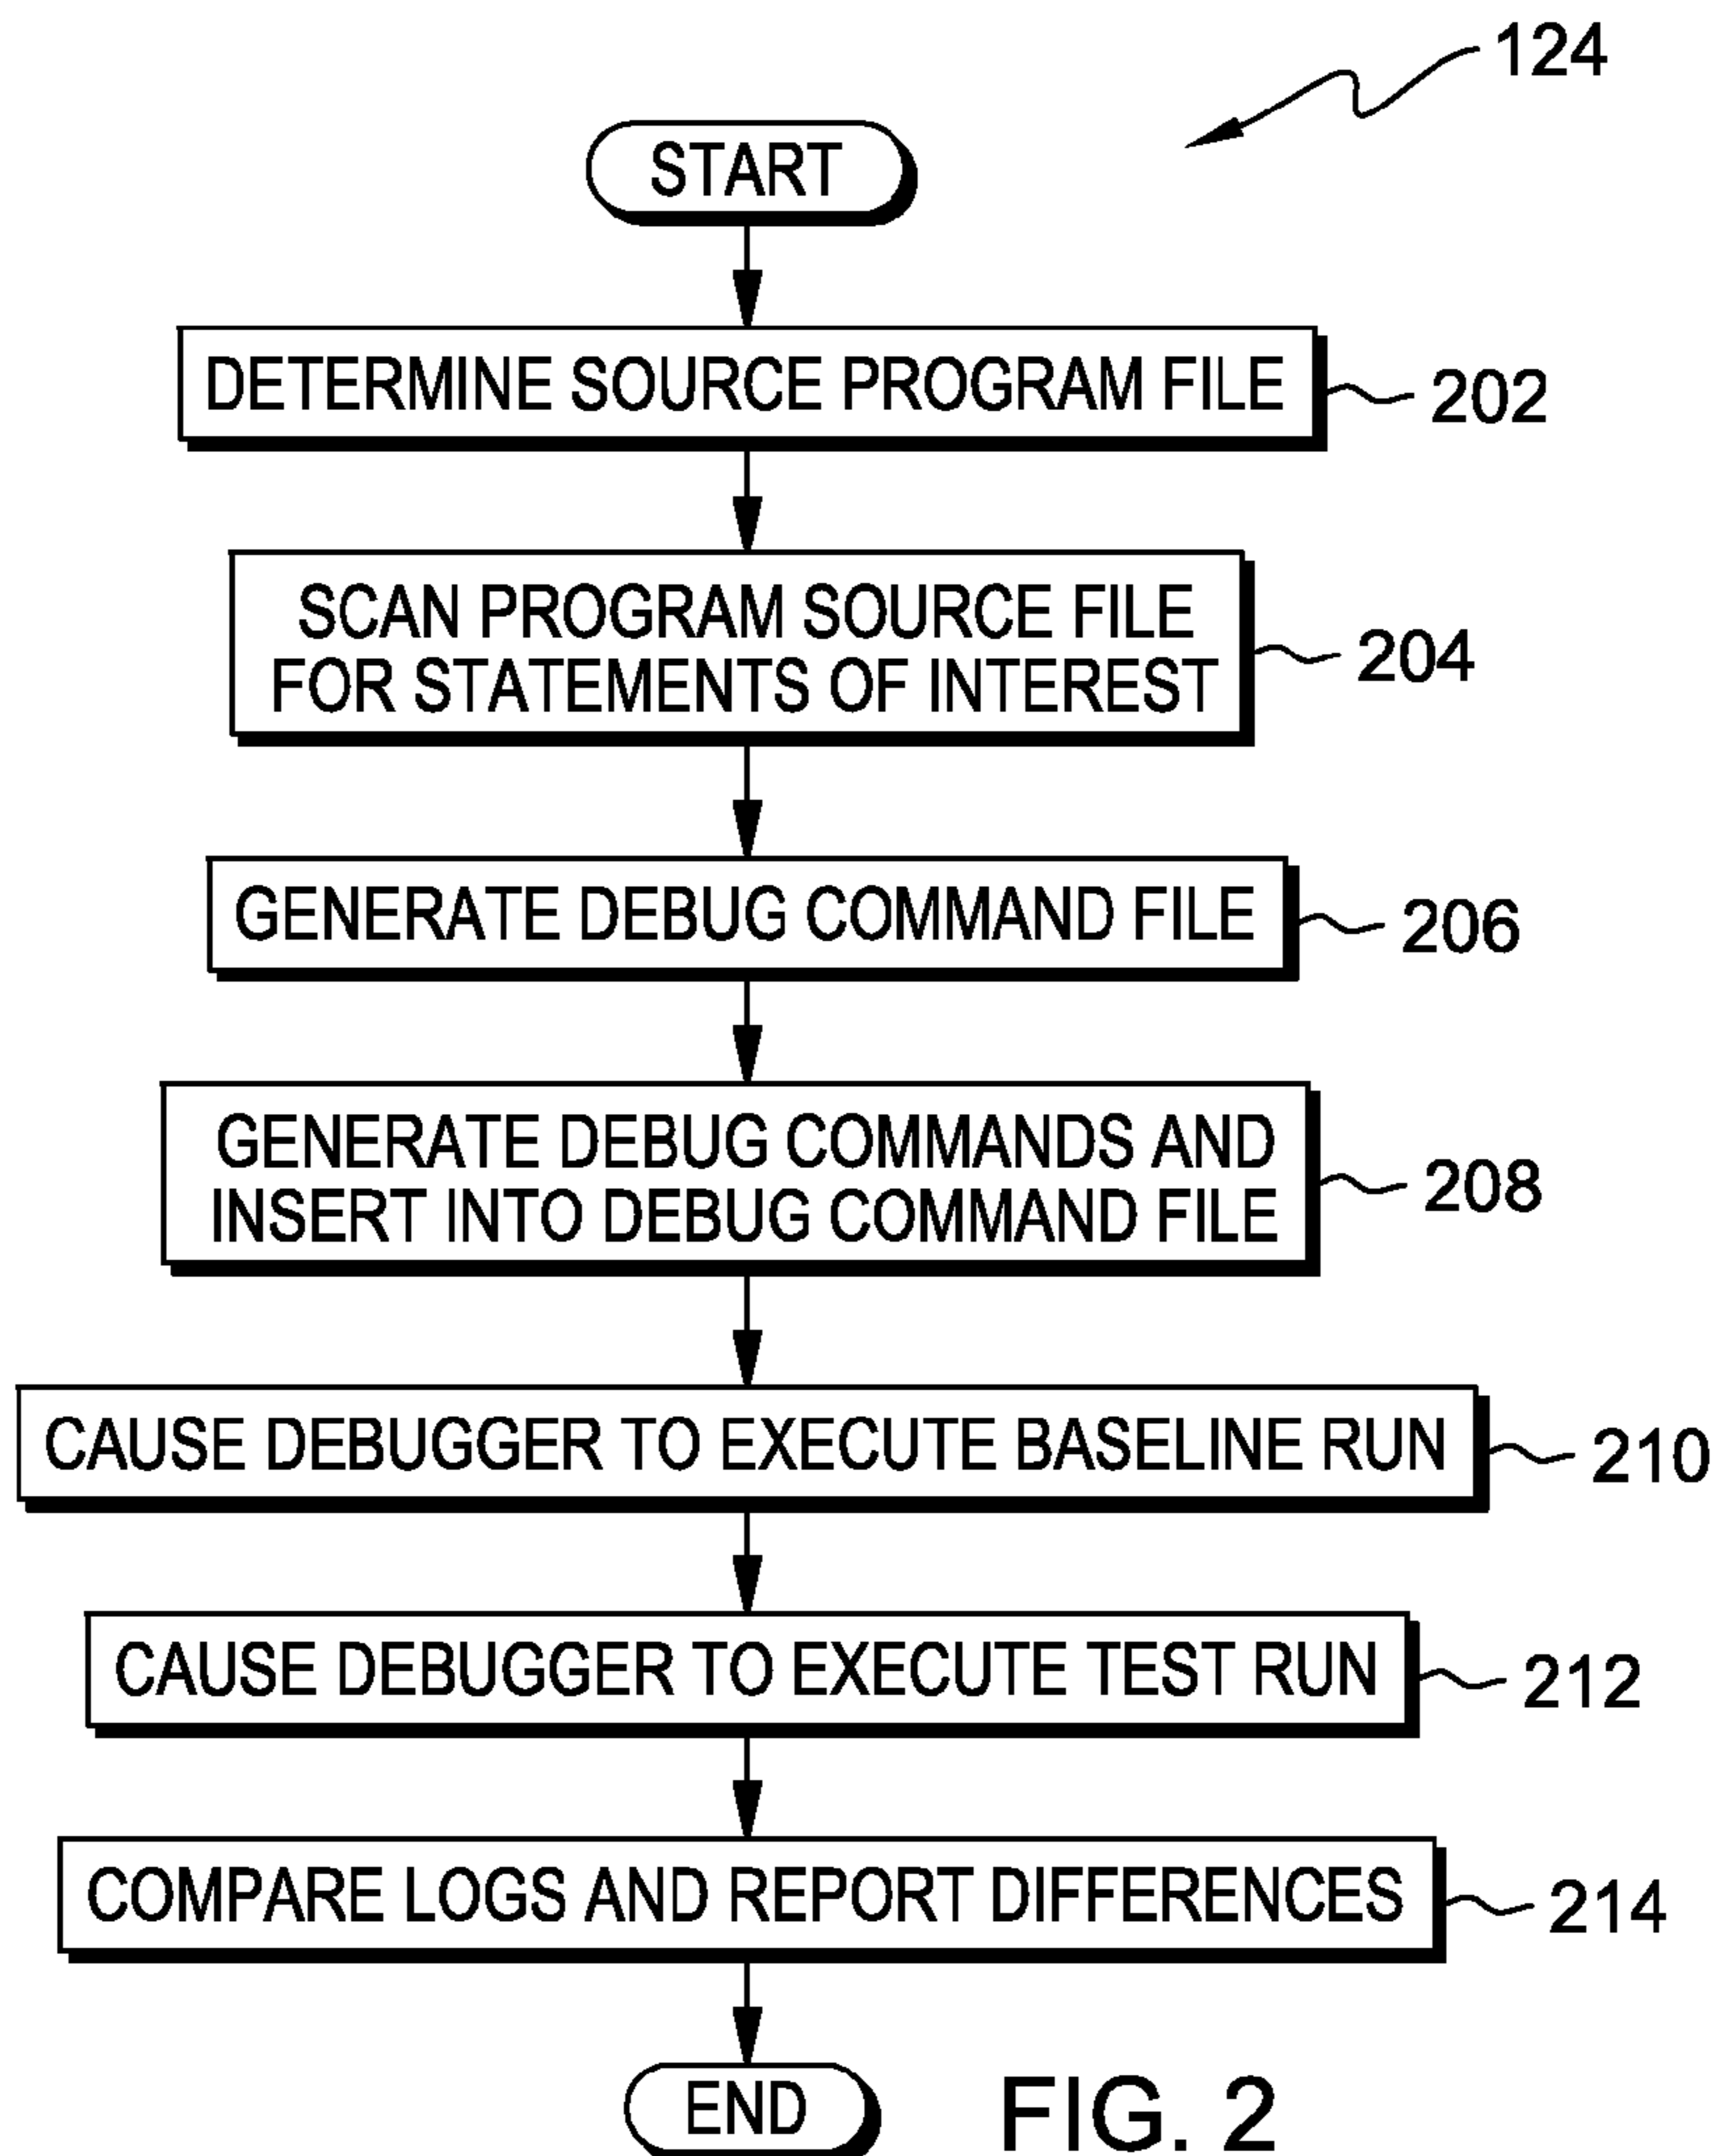 124
START
DETERMINE SOURCE PROGRAM FILE
202
SCAN PROGRAM SOURCE FILE
FOR STATEMENTS OF INTEREST
204
GENERATE DEBUG COMMAND FILE
206
GENERATE DEBUG COMMANDS AND
INSERT INTO DEBUG COMMAND FILE
208
CAUSE DEBUGGER TO EXECUTE BASELINE RUN
210
CAUSE DEBUGGER TO EXECUTE TEST RUN
212
COMPARE LOGS AND REPORT DIFFERENCES
214
END
FIG. 2